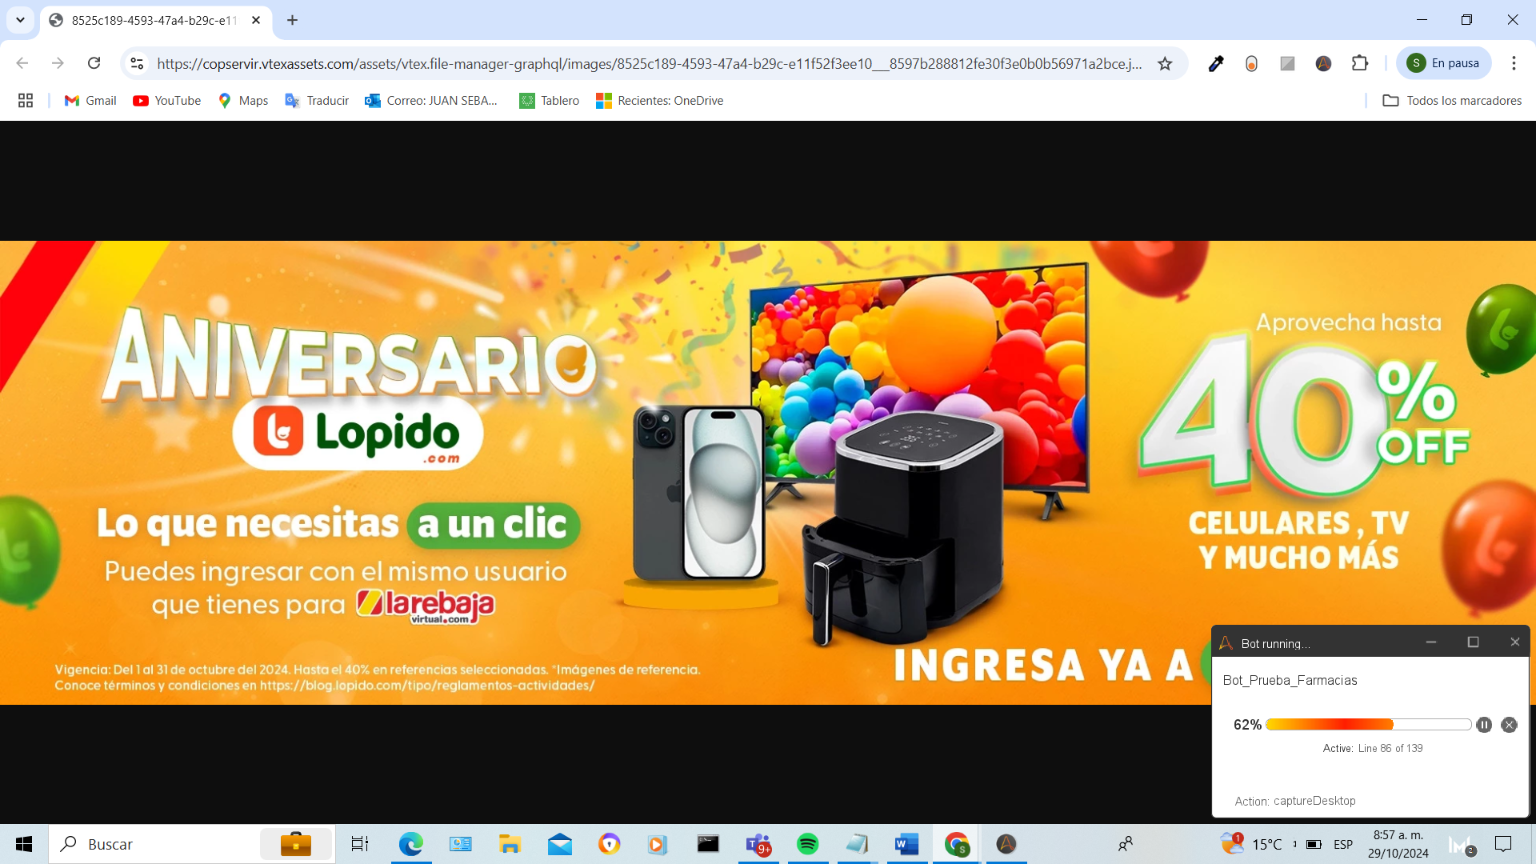 8525c189-4593-47a4-b29c-e11
https://copservir.vtexassets.com/assets/vtex.file-manager-graphql/images/8525c189-4593-47a4-b29c-e11f52f3ee10___8597b288812fe30f3e0b0b56971a2bce.j...
S En pausa
Gmail
YouTube
Maps
Traducir
Correo: JUAN SEBA...
Tablero
Recientes: OneDrive
Todos los marcadores
ANIVERSARIO
Lopido
.com
Lo que necesitas a un clic
Puedes ingresar con el mismo usuario
que tienes para larebaja
virtual.com
Vigencia: Del 1 al 31 de octubre del 2024. Hasta el 40% en referencias seleccionadas. *Imágenes de referencia.
Conoce términos y condiciones en https://blog.lopido.com/tipo/reglamentos-actividades/
Aprovecha hasta
40%
OFF
CELULARES , TV
Y MUCHO MÁS
INGRESA YA A
Bot running...
Bot_Prueba_Farmacias
62%
Active: Line 86 of 139
Action: captureDesktop
Buscar
9+
S
1
15°C
ESP
8:57 a. m.
29/10/2024
2